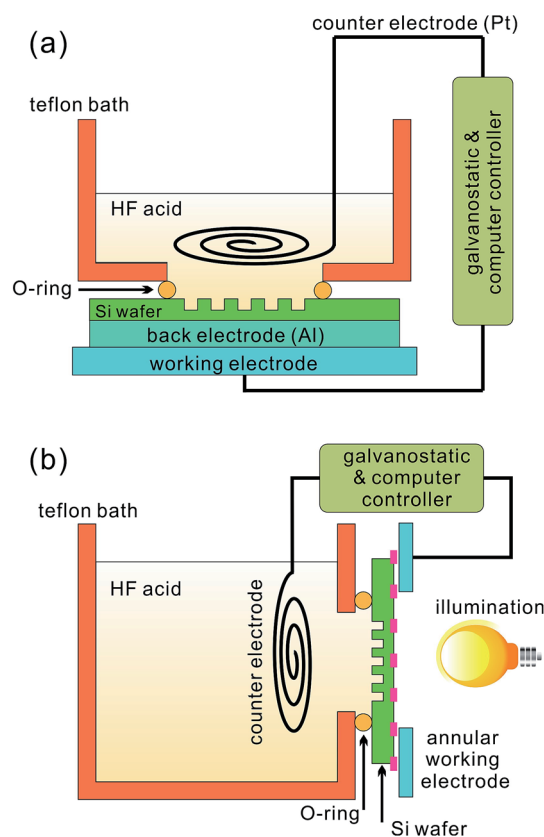 counter electrode (Pt)
(a)
teflon bath
galvanostatic &
computer controller
HF acid
O-ring
Si wafer
back electrode (Al)
working electrode
(b)
galvanostatic
& computer
controller
teflon bath
HF acid
counter electrode
illumination
annular
working
electrode
O-ring
Si wafer